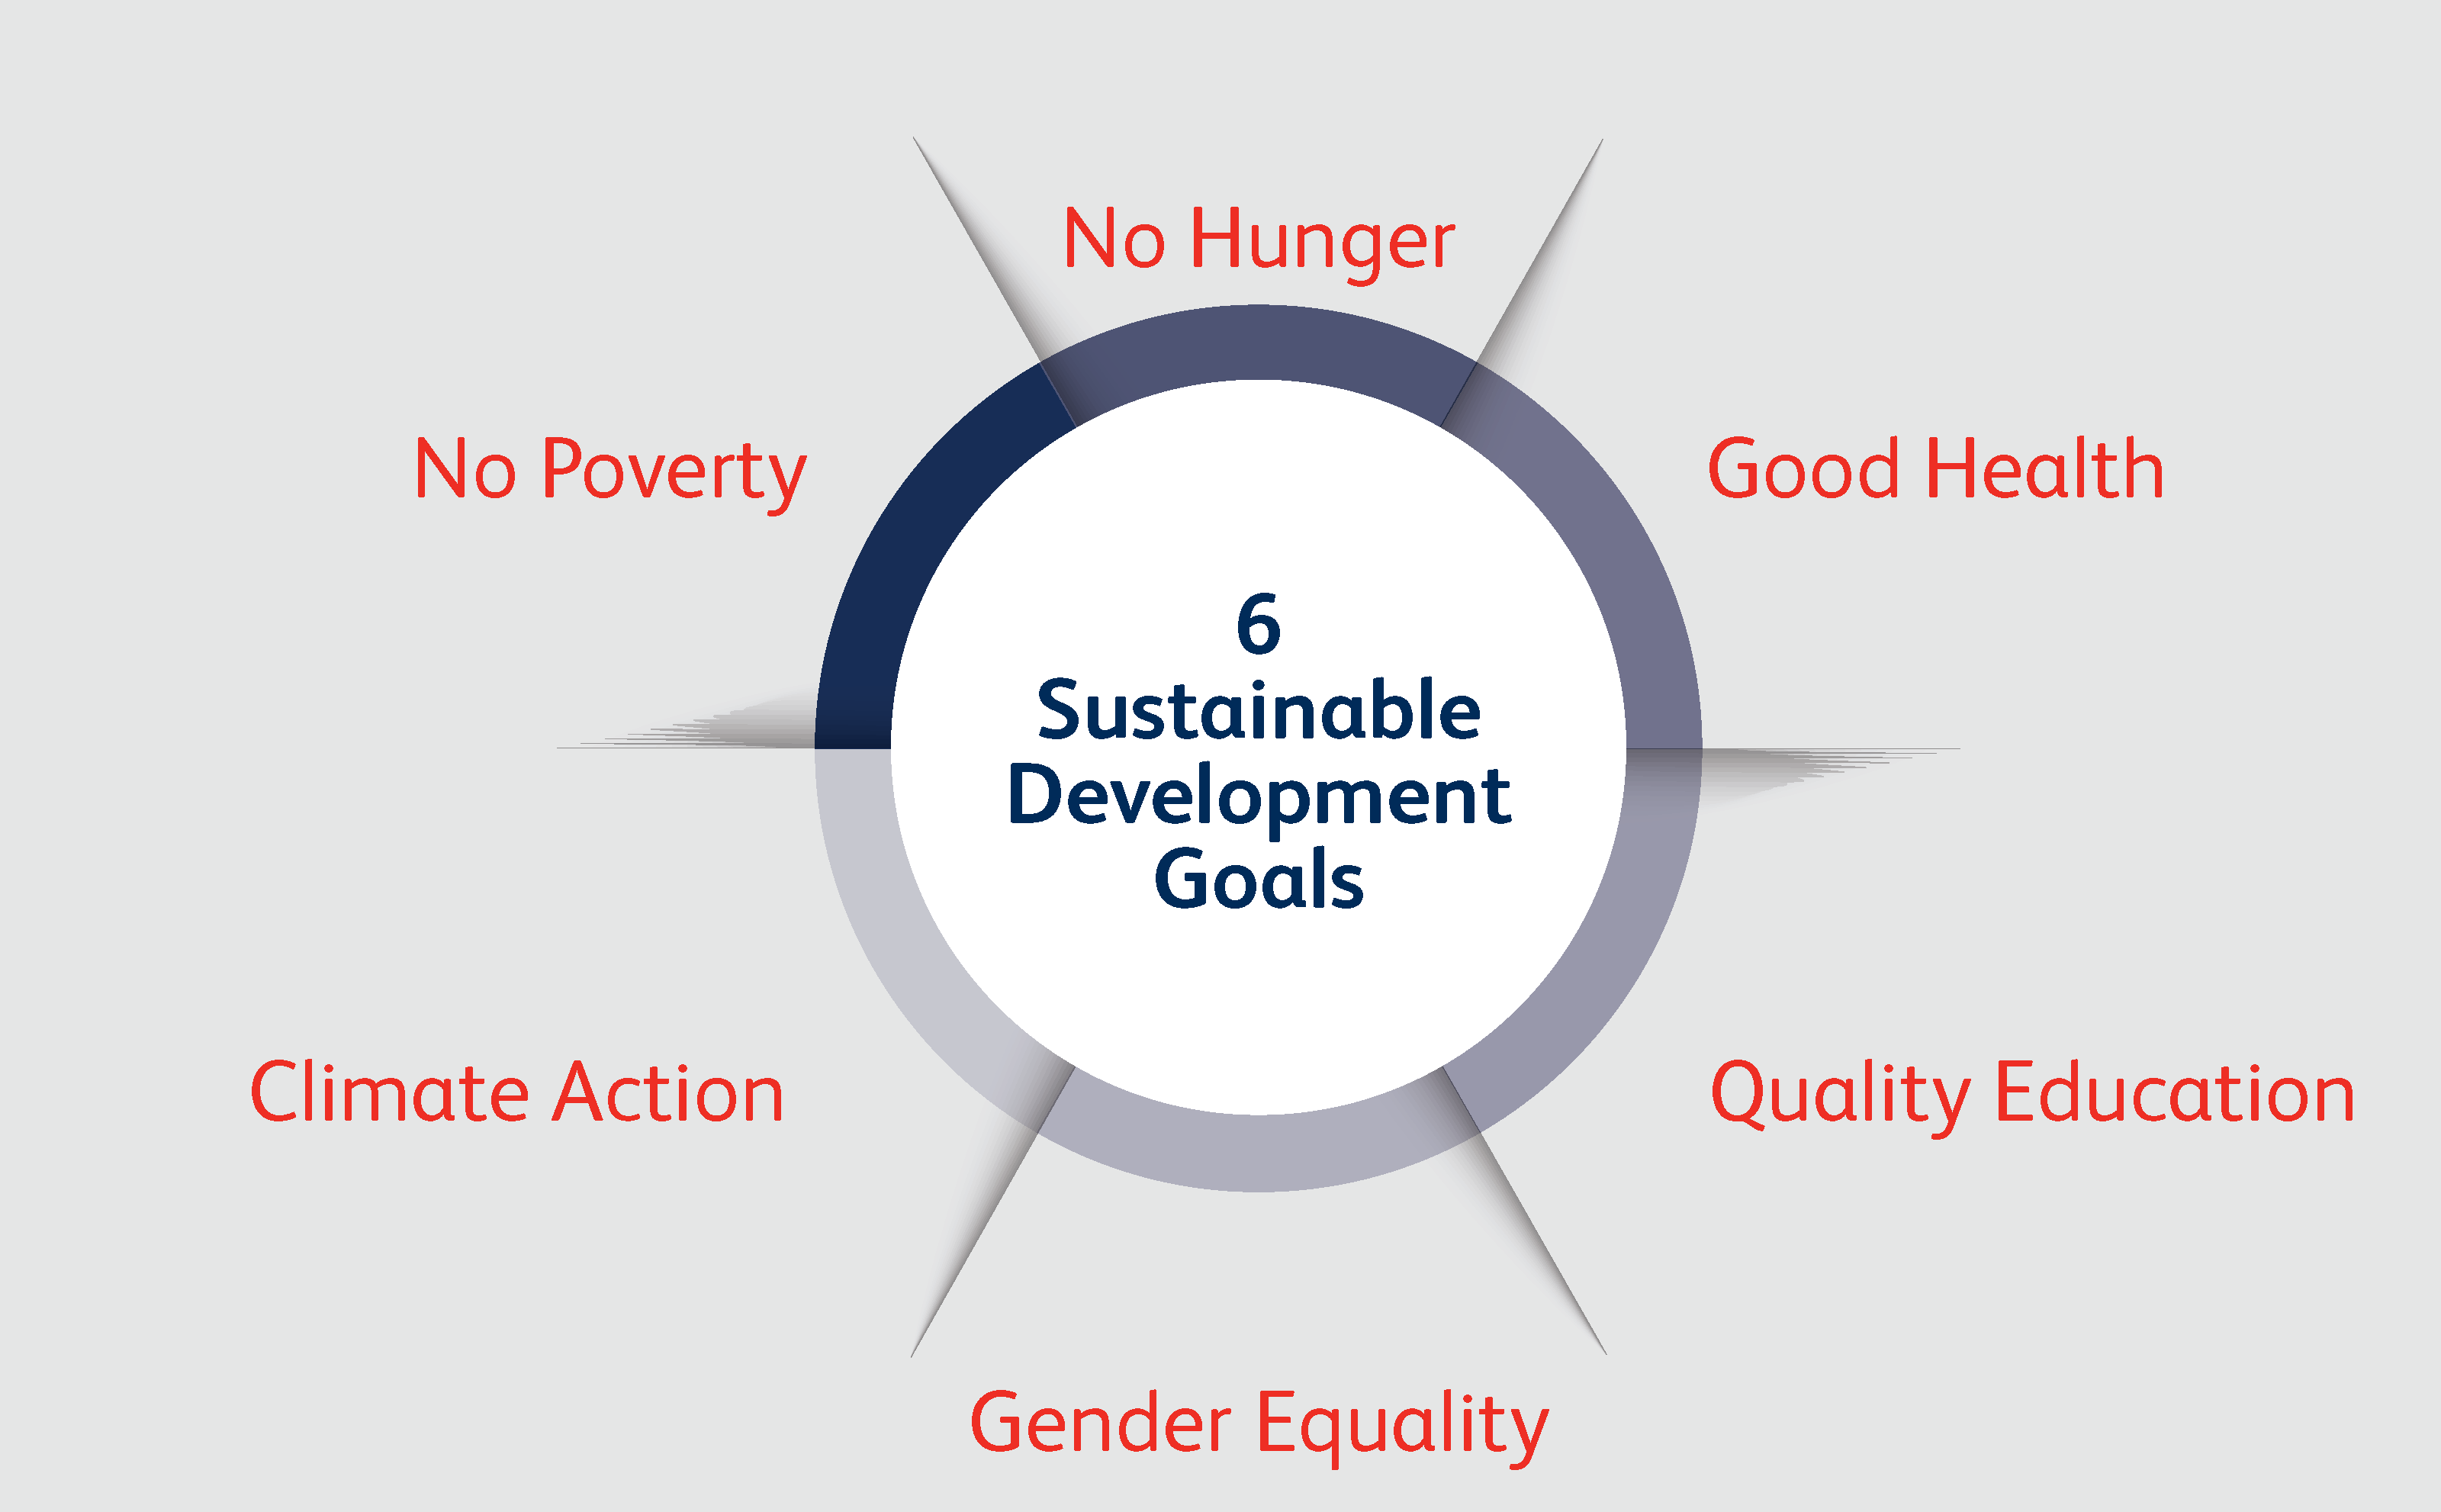 No Hunger
No Poverty
Good Health
6
Sustainable
Development
Goals
Climate Action
Quality Education
Gender Equality